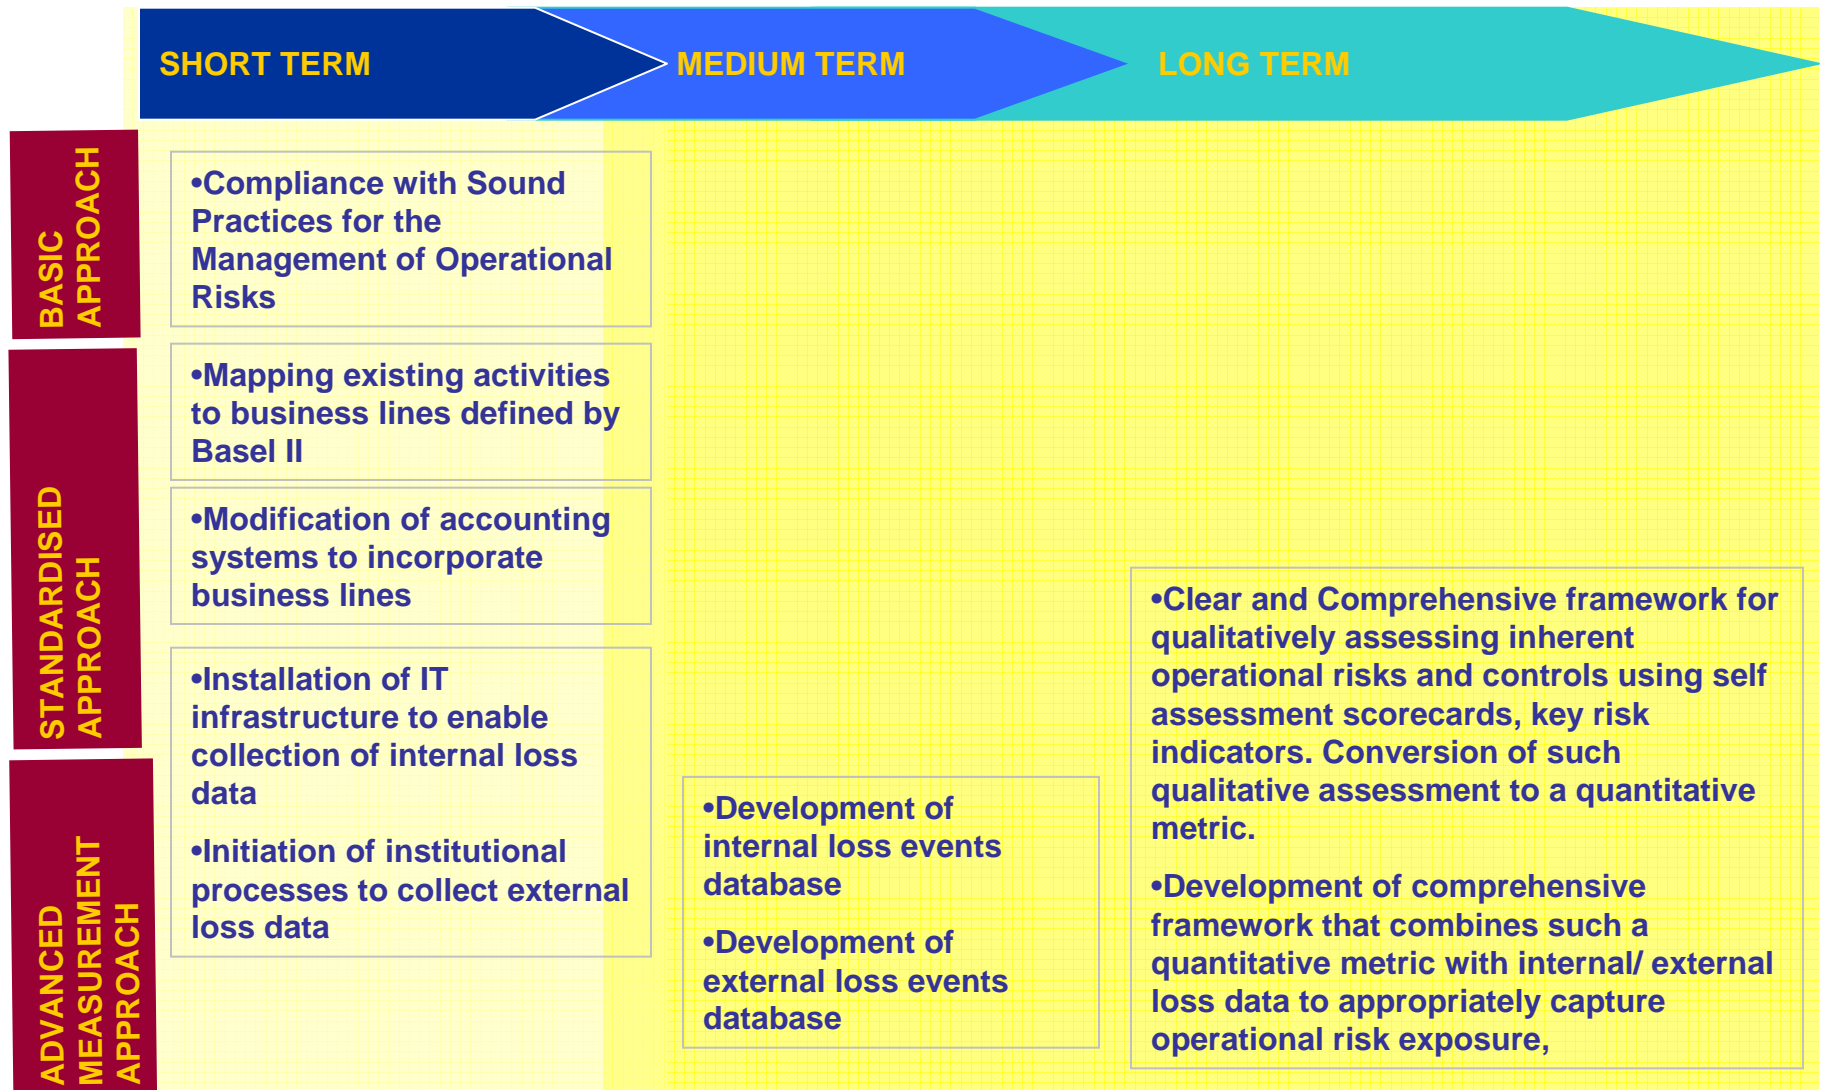 SHORT TERM
MEDIUM TERM
LONG TERM
BASIC
APPROACH
•Compliance with Sound
Practices for the
Management of Operational
Risks
STANDARDISED
APPROACH
•Mapping existing activities
to business lines defined by
Basel II
•Modification of accounting
systems to incorporate
business lines
•Installation of IT
infrastructure to enable
collection of internal loss
data
•Initiation of institutional
processes to collect external
loss data
ADVANCED
MEASUREMENT
APPROACH
•Development of
internal loss events
database
•Development of
external loss events
database
•Clear and Comprehensive framework for
qualitatively assessing inherent
operational risks and controls using self
assessment scorecards, key risk
indicators. Conversion of such
qualitative assessment to a quantitative
metric.
•Development of comprehensive
framework that combines such a
quantitative metric with internal/ external
loss data to appropriately capture
operational risk exposure,